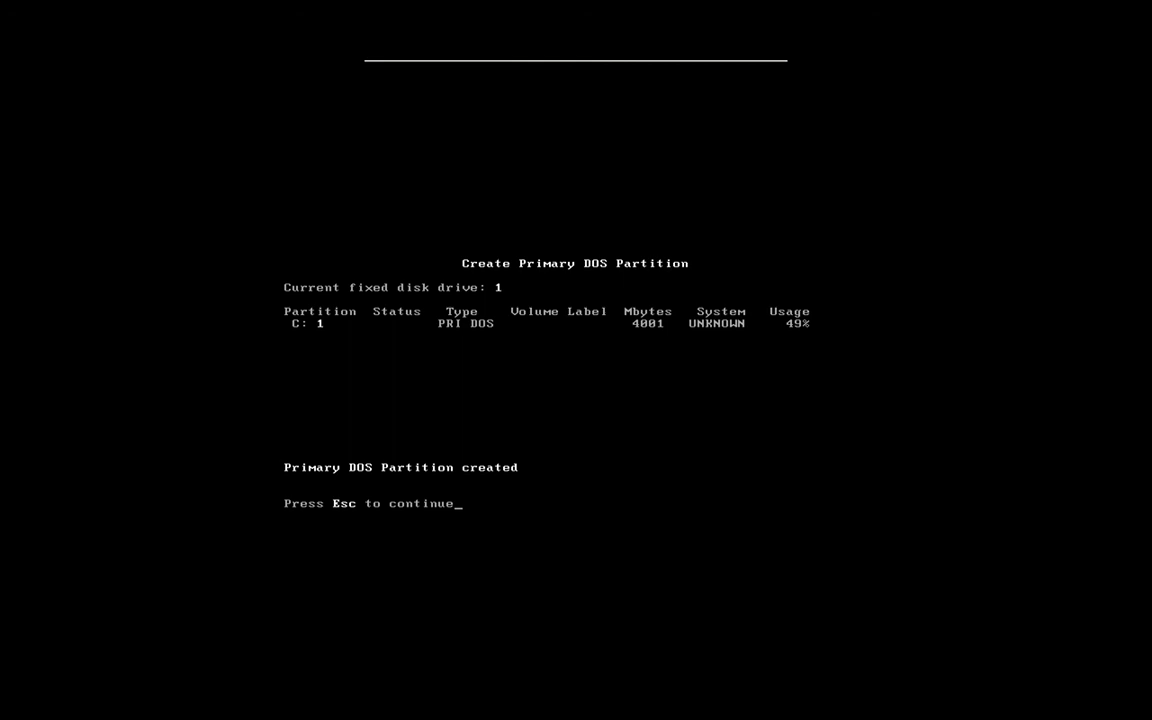 Create Primary DOS Partition
Current fixed disk drive: 1
Partition Status Type Volume Label Mbytes System Usage
C: 1 PRI DOS 4001 UNKNOWN 49%
Primary DOS Partition created
Press Esc to continue_